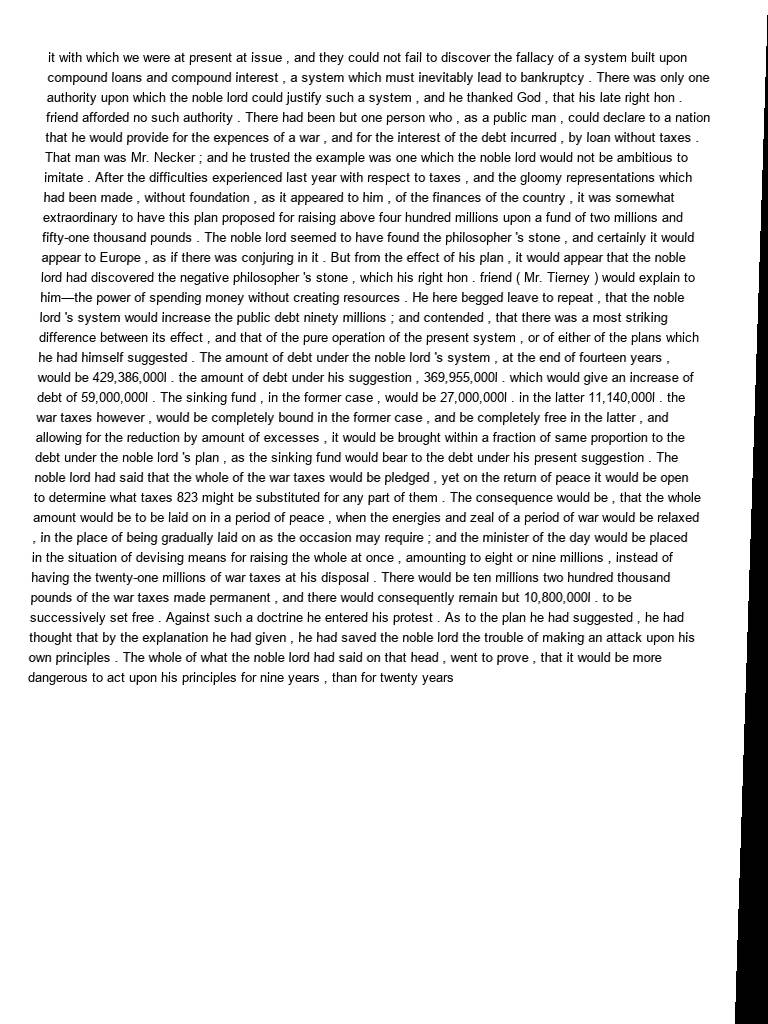 it with which we were at present at issue , and they could not fail to discover the fallacy of a system built upon
compound loans and compound interest , a system which must inevitably lead to bankruptcy . There was only one
authority upon which the noble lord could justify such a system , and he thanked God , that his late right hon .
friend afforded no such authority . There had been but one person who , as a public man , could declare to a nation
that he would provide for the expences of a war , and for the interest of the debt incurred , by loan without taxes .
That man was Mr. Necker ; and he trusted the example was one which the noble lord would not be ambitious to
imitate . After the difficulties experienced last year with respect to taxes , and the gloomy representations which
had been made , without foundation , as it appeared to him , of the finances of the country , it was somewhat
extraordinary to have this plan proposed for raising above four hundred millions upon a fund of two millions and
fifty-one thousand pounds . The noble lord seemed to have found the philosopher 's stone , and certainly it would
appear to Europe , as if there was conjuring in it . But from the effect of his plan , it would appear that the noble
lord had discovered the negative philosopher 's stone , which his right hon . friend ( Mr. Tierney ) would explain to
him—the power of spending money without creating resources . He here begged leave to repeat , that the noble
lord 's system would increase the public debt ninety millions ; and contended , that there was a most striking
difference between its effect , and that of the pure operation of the present system , or of either of the plans which
he had himself suggested . The amount of debt under the noble lord 's system , at the end of fourteen years ,
would be 429,386,000l . the amount of debt under his suggestion , 369,955,000l . which would give an increase of
debt of 59,000,000l . The sinking fund , in the former case , would be 27,000,000l . in the latter 11,140,000l . the
war taxes however , would be completely bound in the former case , and be completely free in the latter , and
allowing for the reduction by amount of excesses , it would be brought within a fraction of same proportion to the
debt under the noble lord 's plan , as the sinking fund would bear to the debt under his present suggestion . The
noble lord had said that the whole of the war taxes would be pledged , yet on the return of peace it would be open
to determine what taxes 823 might be substituted for any part of them . The consequence would be , that the whole
amount would be to be laid on in a period of peace , when the energies and zeal of a period of war would be relaxed
, in the place of being gradually laid on as the occasion may require ; and the minister of the day would be placed
in the situation of devising means for raising the whole at once , amounting to eight or nine millions , instead of
having the twenty-one millions of war taxes at his disposal . There would be ten millions two hundred thousand
pounds of the war taxes made permanent , and there would consequently remain but 10,800,000l . to be
successively set free . Against such a doctrine he entered his protest . As to the plan he had suggested , he had
thought that by the explanation he had given , he had saved the noble lord the trouble of making an attack upon his
own principles . The whole of what the noble lord had said on that head , went to prove , that it would be more
dangerous to act upon his principles for nine years , than for twenty years